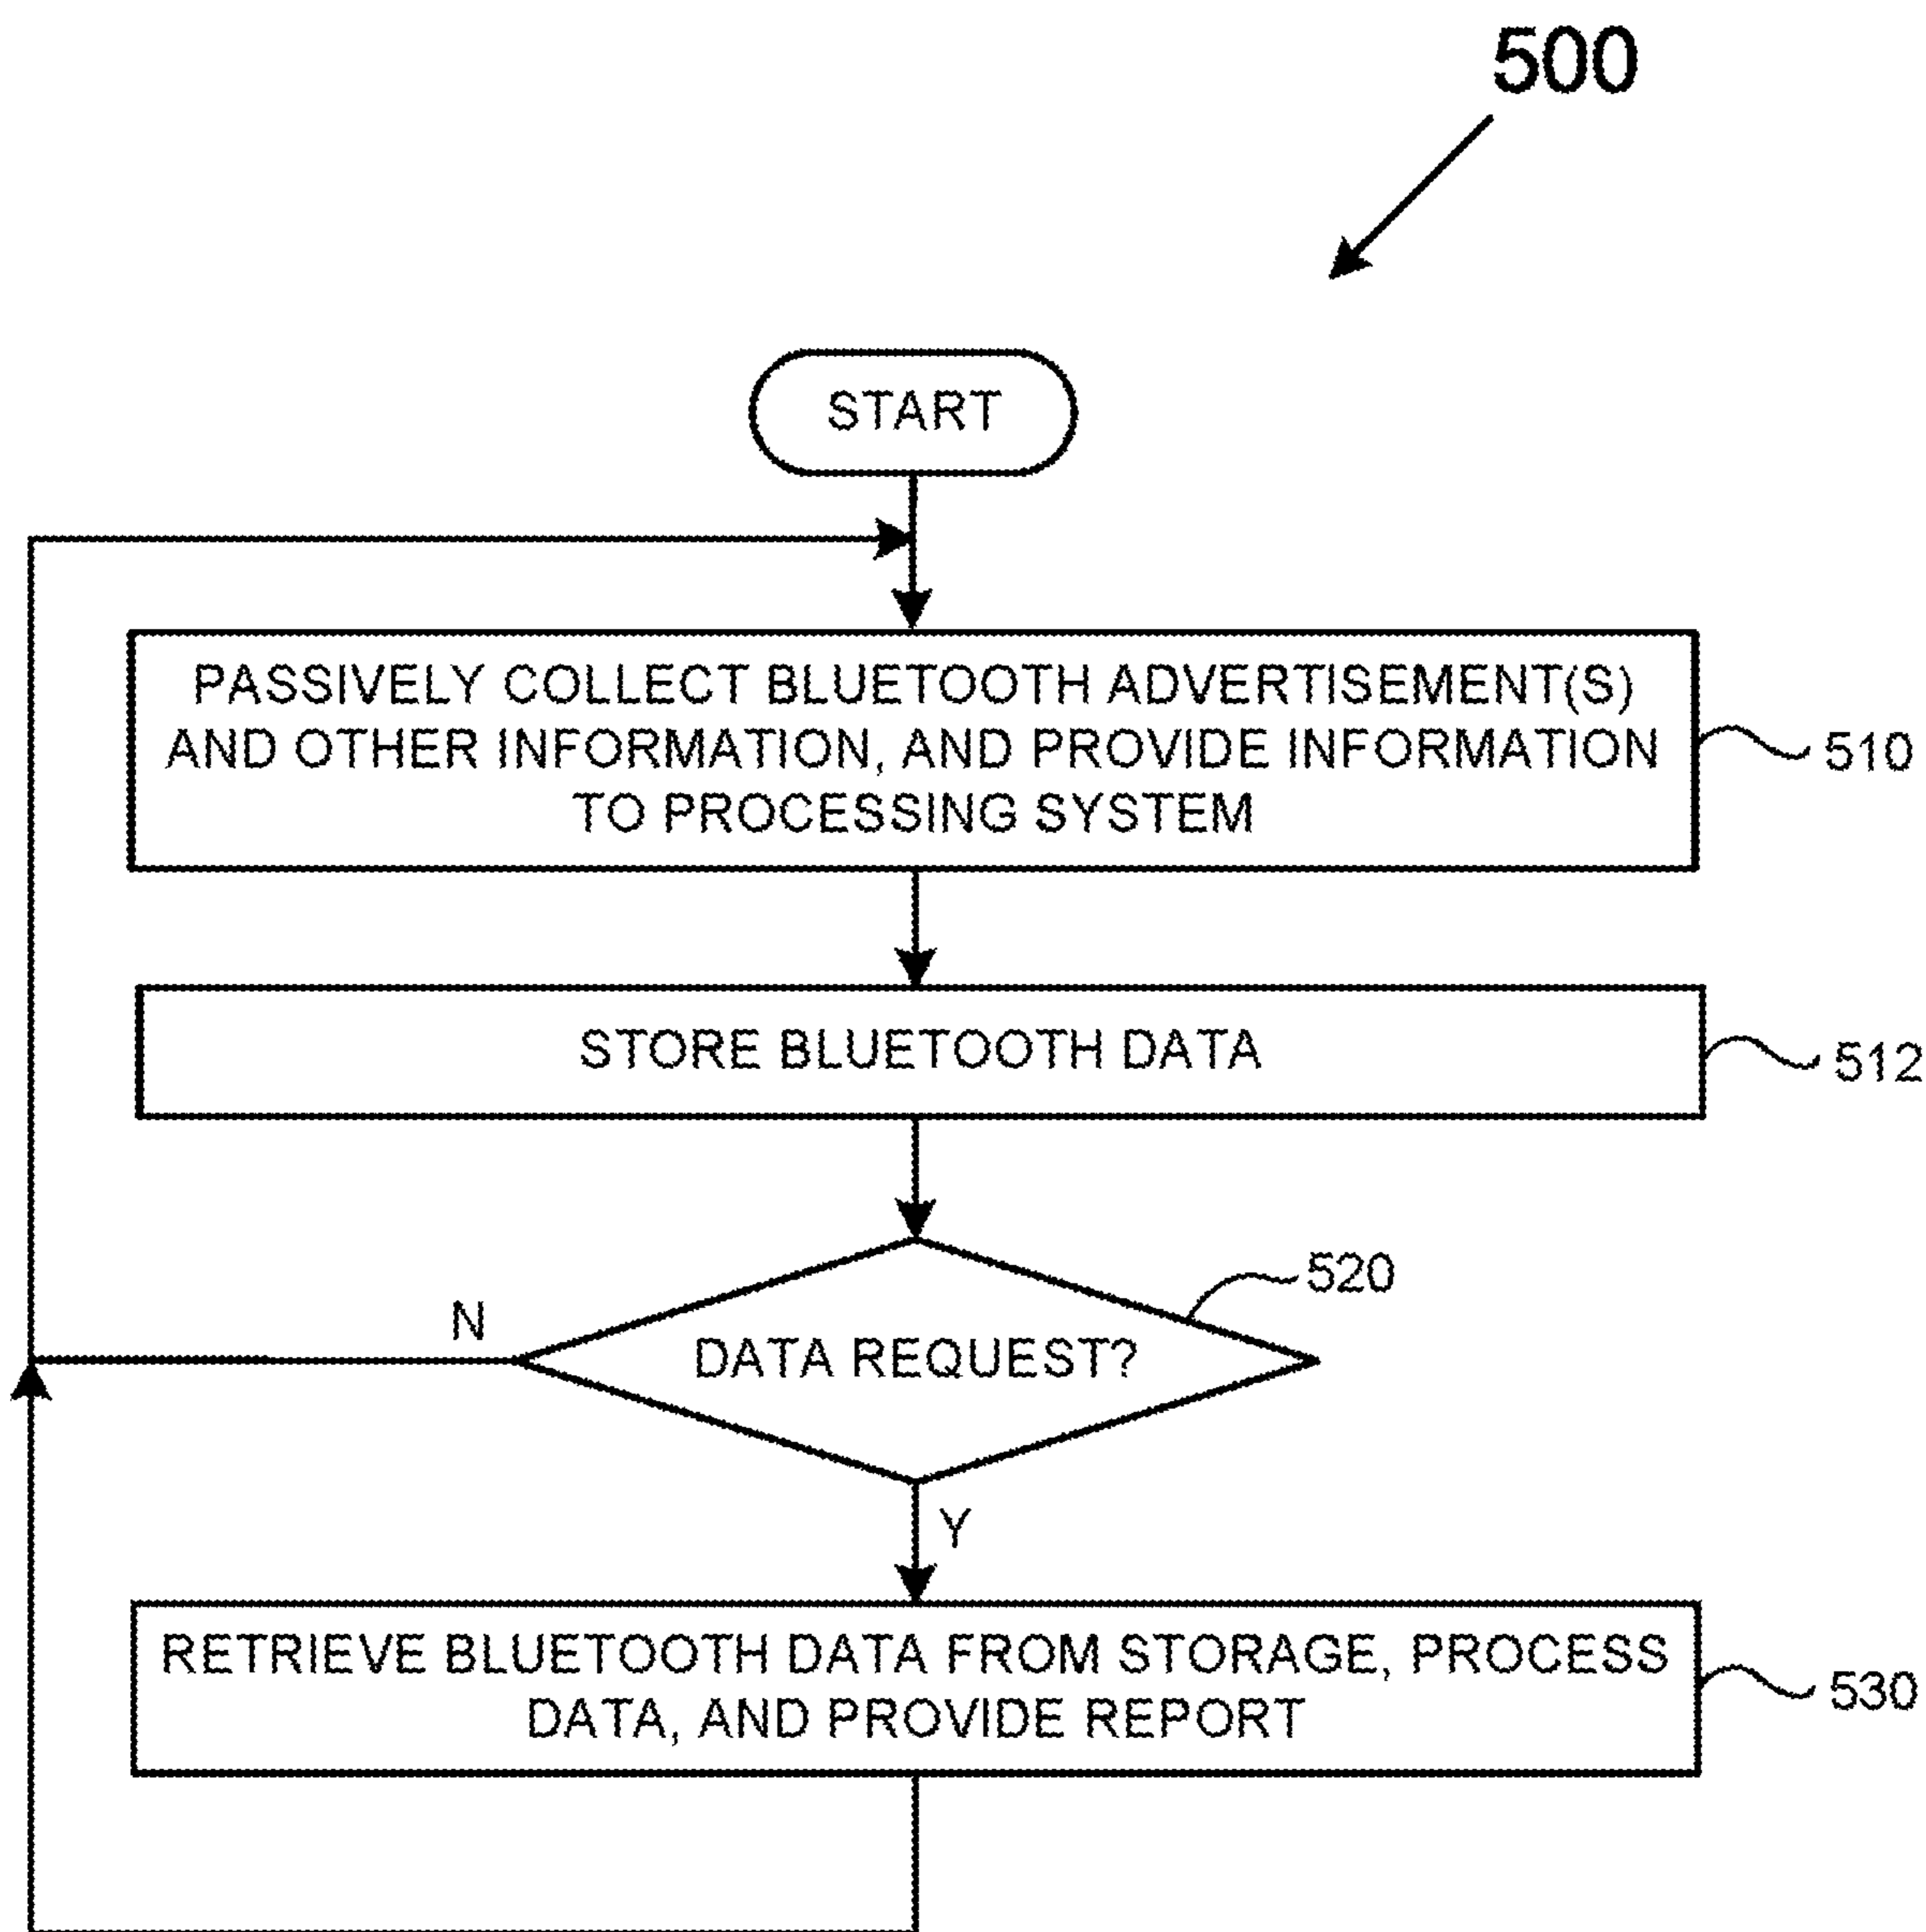 500
START
PASSIVELY COLLECT BLUETOOTH ADVERTISEMENT(S)
AND OTHER INFORMATION, AND PROVIDE INFORMATION
TO PROCESSING SYSTEM
510
STORE BLUETOOTH DATA
512
520
N
DATA REQUEST?
Y
RETRIEVE BLUETOOTH DATA FROM STORAGE, PROCESS
DATA, AND PROVIDE REPORT
530